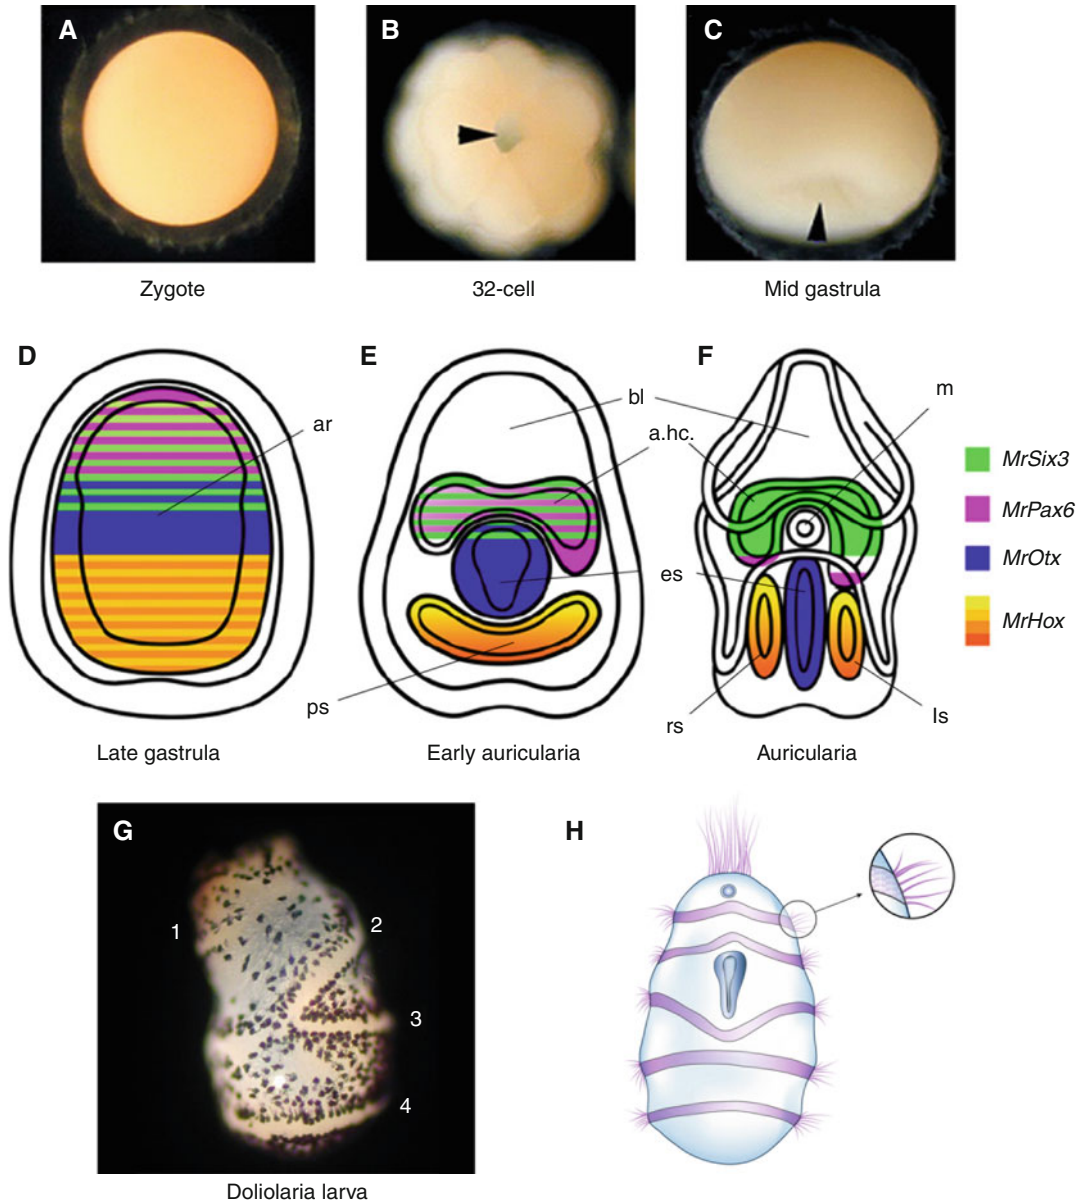 A
B
C
Zygote
32-cell
Mid gastrula
D
E
F
ar
bl
a.hc.
m
es
ps
rs
ls
MrSix3
MrPax6
MrOtx
MrHox
Late gastrula
Early auricularia
Auricularia
G
1
2
3
4
H
Doliolaria larva